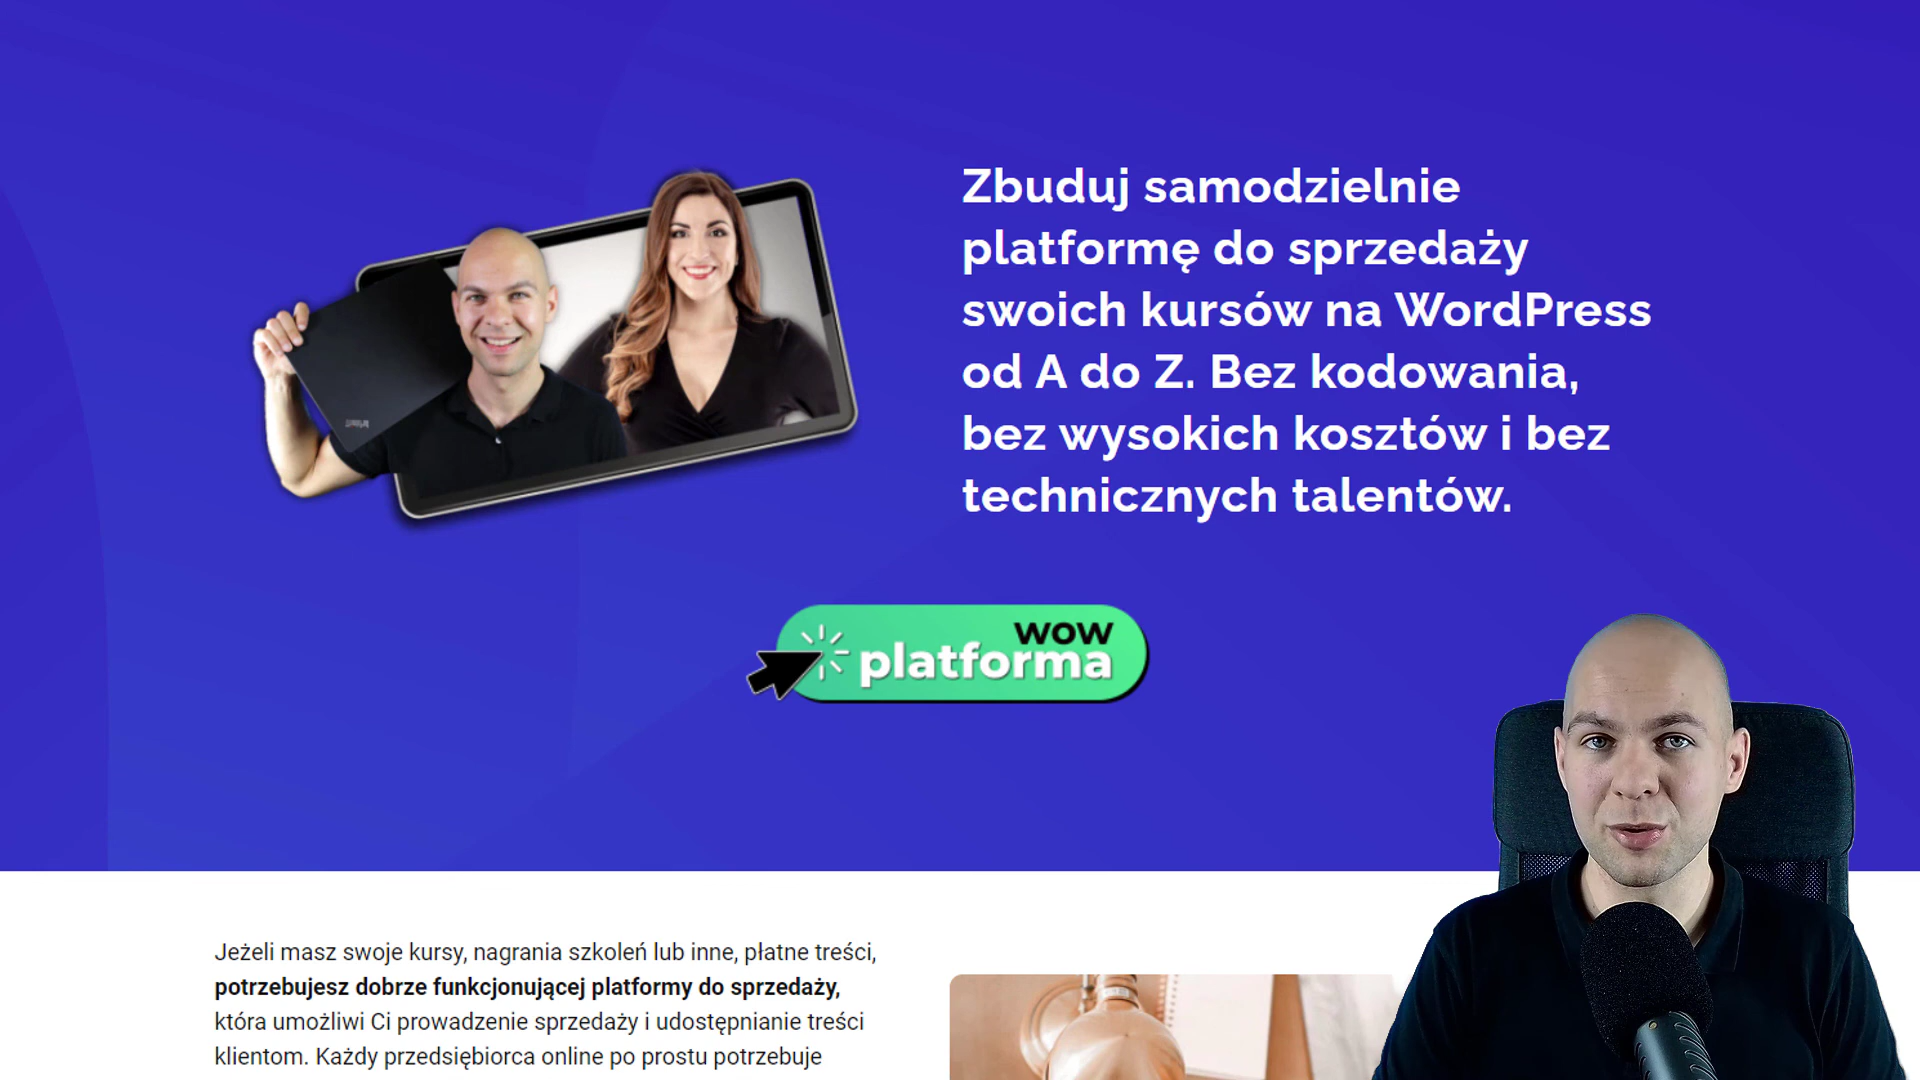 Zbuduj samodzielnie
platformę do sprzedaży
swoich kursów na WordPress
od A do Z. Bez kodowania,
bez wysokich kosztów i bez
technicznych talentów.
wow
platforma
Jeżeli masz swoje kursy, nagrania szkoleń lub inne, płatne treści,
potrzebujesz dobrze funkcjonującej platformy do sprzedaży,
która umożliwi Ci prowadzenie sprzedaży i udostępnianie treści
klientom. Każdy przedsiębiorca online po prostu potrzebuje